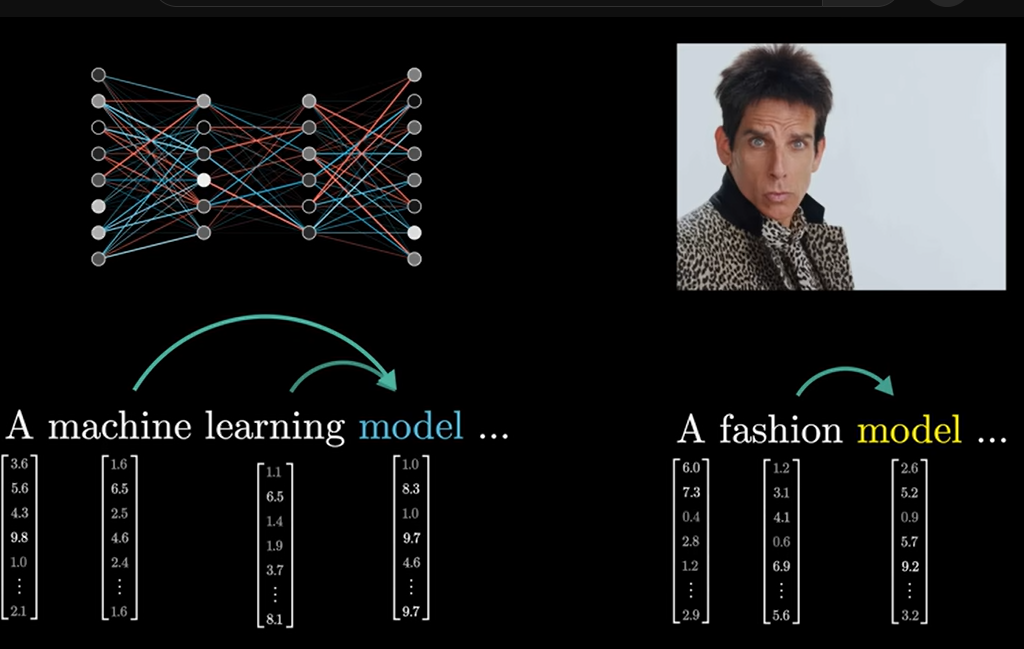 A machine learning model ...
A fashion model ...
3.6 1.6 1.1 1.0 6.0 1.2 2.6
5.6 6.5 6.5 8.3 7.3 3.1 5.2
4.3 2.5 1.4 1.0 0.4 4.1 0.9
9.8 4.6 1.9 9.7 2.8 0.6 5.7
1.0 2.4 3.7 4.6 1.2 6.9 9.2
⋮ ⋮ ⋮ ⋮ ⋮ ⋮ ⋮
2.1 1.6 8.1 9.7 2.9 5.6 3.2